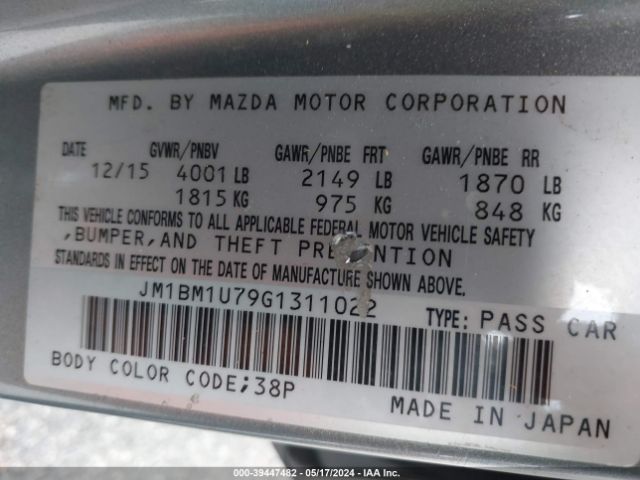 MFD. BY MAZDA MOTOR CORPORATION
DATE GVWR/PNBV GAWR/PNBE FRT GAWR/PNBE RR
12/15 4001 LB 2149 LB 1870 LB
1815 KG 975 KG 848 KG
THIS VEHICLE CONFORMS TO ALL APPLICABLE FEDERAL MOTOR VEHICLE SAFETY
,BUMPER,AND THEFT
STANDARDS IN EFFECT ON THE DATE OF MANUFACTURE SHOWN ABOVE.
JM1BM1U79G1311022 TYPE: PASS CAR
BODY COLOR CODE;38P
MADE IN JAPAN
000-39447482 - 05/17/2024 - IAA Inc.